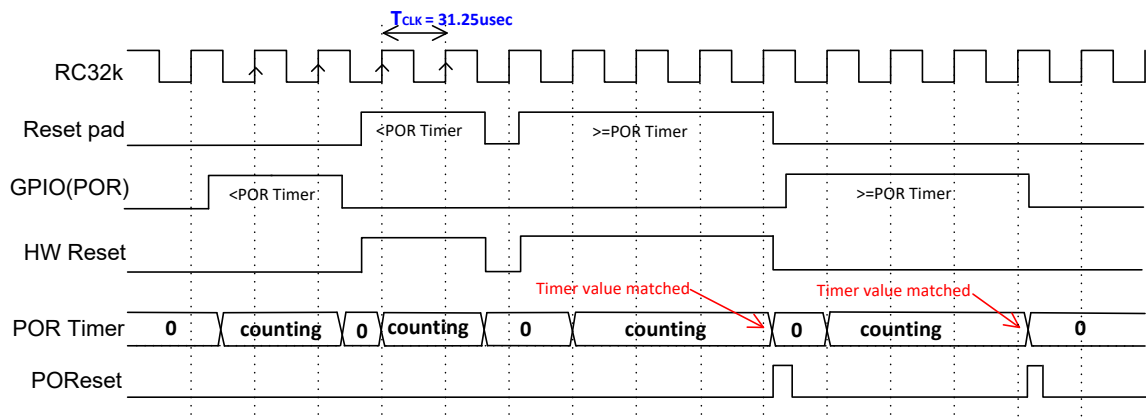 TCLK = 31.25usec
RC32k
Reset pad
<POR Timer
>=POR Timer
GPIO(POR)
<POR Timer
>=POR Timer
HW Reset
Timer value matched
Timer value matched
POR Timer
0
counting
0
counting
0
counting
0
counting
0
POReset